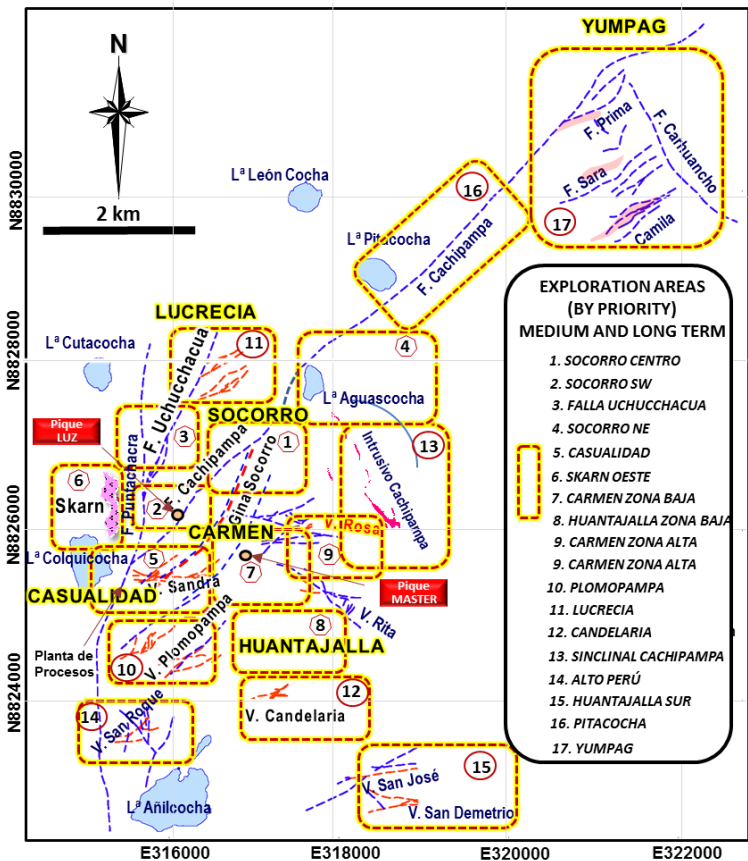 YUMPAG
N
F. Prima
F. Carhuancho
F. Sara
Camila
17
16
Lª León Cocha
N8830000
2 km
Lª Pitacocha
F. Cachipampa
EXPLORATION AREAS
(BY PRIORITY)
MEDIUM AND LONG TERM
1. SOCORRO CENTRO
2. SOCORRO SW
3. FALLA UCHUCCHACUA
4. SOCORRO NE
5. CASUALIDAD
6. SKARN OESTE
7. CARMEN ZONA BAJA
8. HUANTAJALLA ZONA BAJA
9. CARMEN ZONA ALTA
9. CARMEN ZONA ALTA
10. PLOMOPAMPA
11. LUCRECIA
12. CANDELARIA
13. SINCLINAL CACHIPAMPA
14. ALTO PERÚ
15. HUANTAJALLA SUR
16. PITACOCHA
17. YUMPAG
LUCRECIA
11
4
N8828000
Lª Cutacocha
F. Uchucchacua
Lª Aguascocha
SOCORRO
Pique
LUZ
3
1
13
F. Cachipampa
Gina Socorro
Intrusivo Cachipampa
6
Skarn
F. Puntachacra
2
N8826000
CARMEN
V. Rosa
Lª Colquicocha
5
7
9
V. Sandra
Pique
MASTER
CASUALIDAD
V. Rita
8
HUANTAJALLA
V. Plomopampa
Planta de
Procesos
10
12
N8824000
14
V. San Roque
V. Candelaria
15
V. San José
V. San Demetrio
Lª Añilcocha
E316000
E318000
E320000
E322000